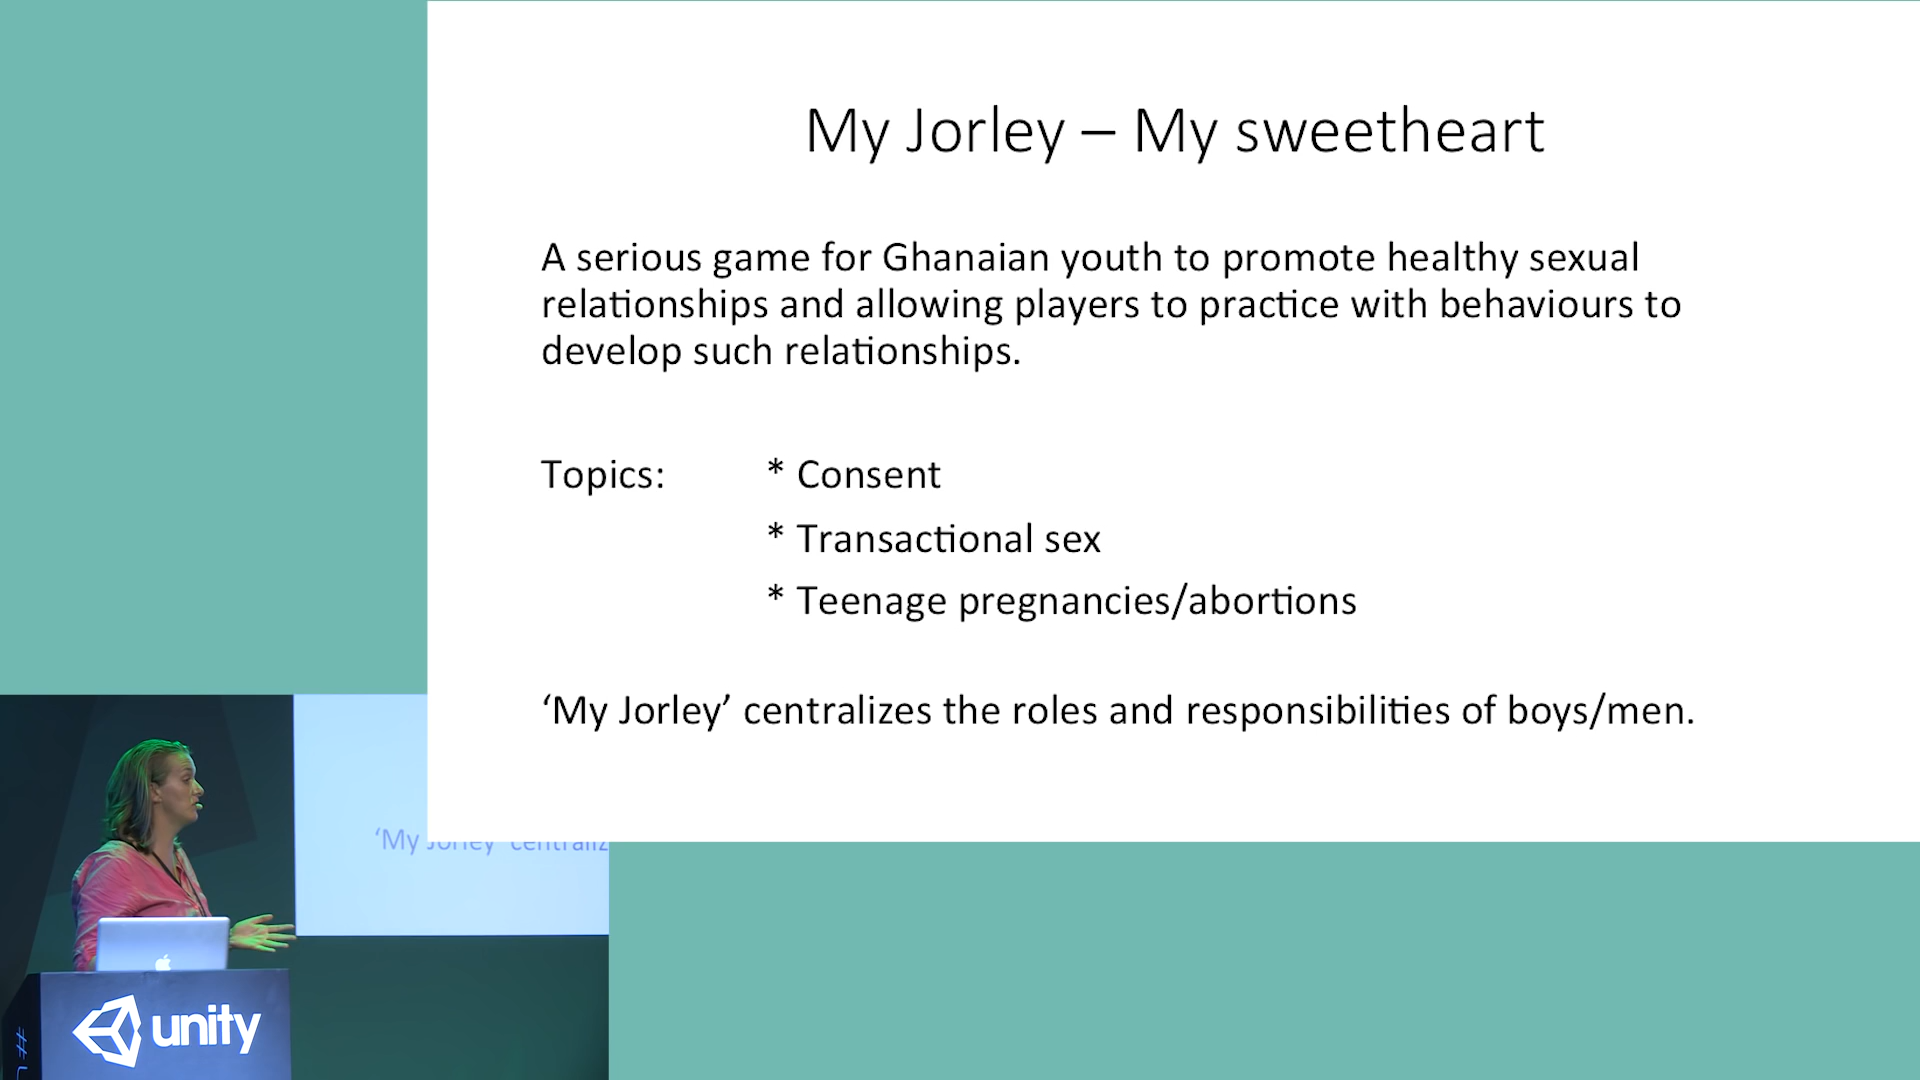 My Jorley – My sweetheart
A serious game for Ghanaian youth to promote healthy sexual
relationships and allowing players to practice with behaviours to
develop such relationships.
Topics: * Consent
* Transactional sex
* Teenage pregnancies/abortions
‘My Jorley’ centralizes the roles and responsibilities of boys/men.
‘My Jorley’ centraliz
unity